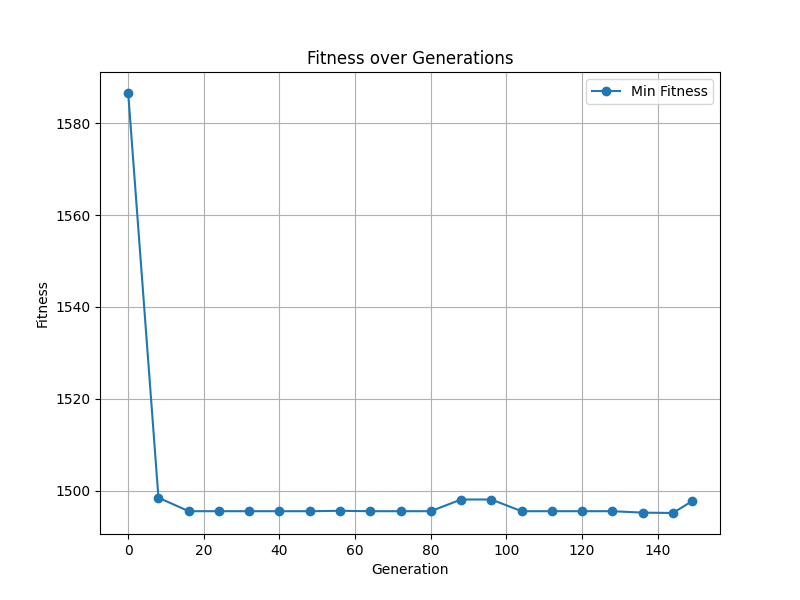 Fitness over Generations
Min Fitness
1580
1560
1540
1520
1500
Fitness
0 20 40 60 80 100 120 140
Generation